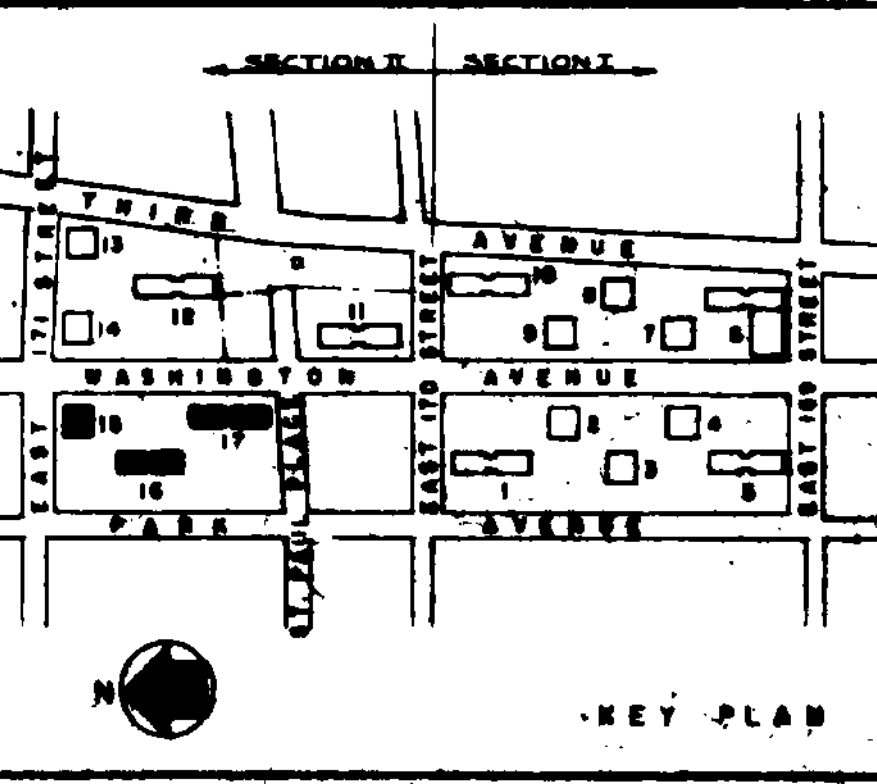 SECTION II
SECTION I
THIRD AVENUE
EAST 171 STREET
13
12
14
11
10
8
9
7
6
EAST 170 STREET
EAST 169 STREET
WASHINGTON AVENUE
15
17
16
ST. PAUL PLACE
2
4
3
1
5
PARK AVENUE
N
KEY PLAN